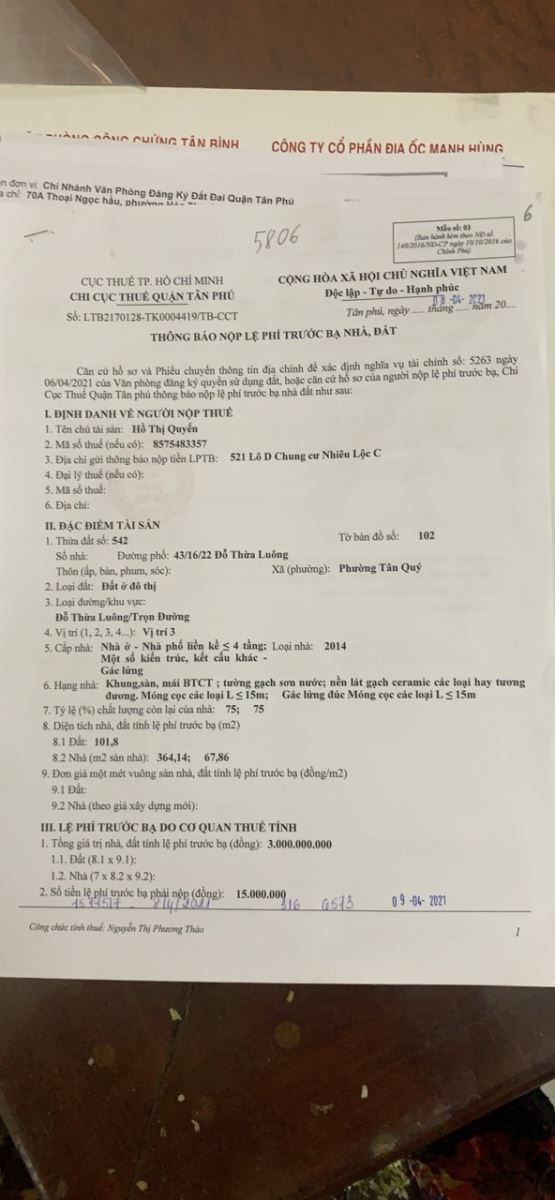 CÔNG CHỨNG TÂN BÌNH CÔNG TY CỔ PHẦN ĐỊA ỐC MẠNH HÙNG
Chi Nhánh Văn Phòng Đăng Ký Đất Đai Quận Tân Phú
70A Thoại Ngọc hầu,
5806
6
Mẫu số: 03
(Ban hành kèm theo NĐ số
140/2016/NĐ-CP ngày 10/10/2016 của
Chính Phủ)
CỤC THUẾ TP. HỒ CHÍ MINH
CHI CỤC THUẾ QUẬN TÂN PHÚ
Số: LTB2170128-TK0004419/TB-CCT
CỘNG HÒA XÃ HỘI CHỦ NGHĨA VIỆT NAM
Độc lập - Tự do - Hạnh phúc
08 -04- 2021
Tân phú, ngày ..... tháng ..... năm 20....
THÔNG BÁO NỘP LỆ PHÍ TRƯỚC BẠ NHÀ, ĐẤT
Căn cứ hồ sơ và Phiếu chuyển thông tin địa chính để xác định nghĩa vụ tài chính số: 5263 ngày
06/04/2021 của Văn phòng đăng ký quyền sử dụng đất, hoặc căn cứ hồ sơ của người nộp lệ phí trước bạ, Chi
Cục Thuế Quận Tân phú thông báo nộp lệ phí trước bạ nhà đất như sau:
I. ĐỊNH DANH VỀ NGƯỜI NỘP THUẾ
1. Tên chủ tài sản: Hồ Thị Quyến
2. Mã số thuế (nếu có): 8575483357
3. Địa chỉ gửi thông báo nộp tiền LPTB: 521 Lô D Chung cư Nhiêu Lộc C
4. Đại lý thuế (nếu có):
5. Mã số thuế:
6. Địa chỉ:
II. ĐẶC ĐIỂM TÀI SẢN
1. Thửa đất số: 542 Tờ bản đồ số: 102
Số nhà: Đường phố: 43/16/22 Đỗ Thừa Luông
Thôn (ấp, bản, phum, sóc): Xã (phường): Phường Tân Quý
2. Loại đất: Đất ở đô thị
3. Loại đường/khu vực:
Đỗ Thừa Luông/Trọn Đường
4. Vị trí (1, 2, 3, 4...): Vị trí 3
5. Cấp nhà: Nhà ở - Nhà phố liền kề ≤ 4 tầng; Loại nhà: 2014
Một số kiến trúc, kết cấu khác -
Gác lửng
6. Hạng nhà: Khung,sàn, mái BTCT ; tường gạch sơn nước; nền lát gạch ceramic các loại hay tương
đương. Móng cọc các loại L ≤ 15m; Gác lửng đúc Móng cọc các loại L ≤ 15m
7. Tỷ lệ (%) chất lượng còn lại của nhà: 75; 75
8. Diện tích nhà, đất tính lệ phí trước bạ (m2)
8.1 Đất: 101,8
8.2 Nhà (m2 sàn nhà): 364,14; 67,86
9. Đơn giá một mét vuông sàn nhà, đất tính lệ phí trước bạ (đồng/m2)
9.1 Đất:
9.2 Nhà (theo giá xây dựng mới):
III. LỆ PHÍ TRƯỚC BẠ DO CƠ QUAN THUẾ TÍNH
1. Tổng giá trị nhà, đất tính lệ phí trước bạ (đồng): 3.000.000.000
1.1. Đất (8.1 x 9.1):
1.2. Nhà (7 x 8.2 x 9.2):
2. Số tiền lệ phí trước bạ phải nộp (đồng): 15.000.000
8/4/2021 316 09 -04- 2021
Công chức tính thuế: Nguyễn Thị Phương Thảo
1